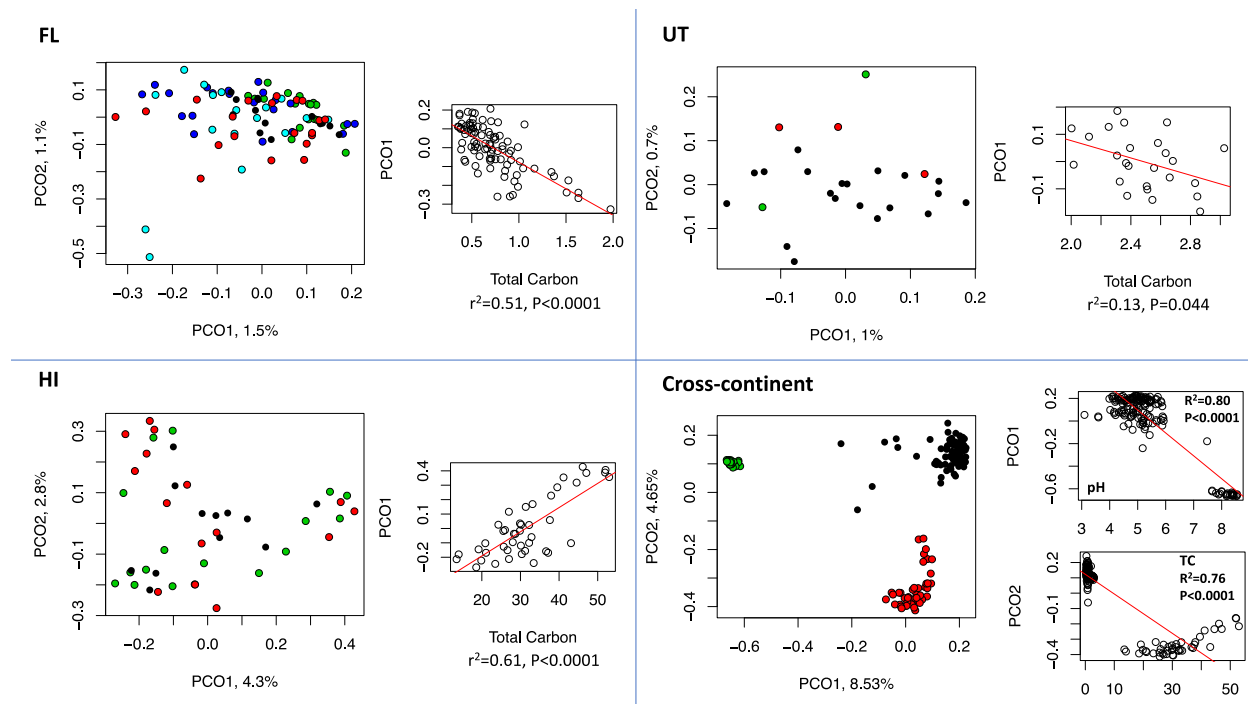 FL
PCO2, 1.1%
0.1
−0.1
−0.3
−0.5
−0.3
−0.2
−0.1
0.0
0.1
0.2
PCO1, 1.5%
PCO1
0.2
0.0
−0.3
0.5
1.0
1.5
2.0
Total Carbon
r²=0.51, P<0.0001
UT
PCO2, 0.7%
0.2
0.1
0.0
−0.1
−0.1
0.0
0.1
0.2
PCO1, 1%
PCO1
0.1
−0.1
2.0
2.4
2.8
Total Carbon
r²=0.13, P=0.044
HI
PCO2, 2.8%
0.3
0.1
−0.1
−0.3
−0.2
0.0
0.2
0.4
PCO1, 4.3%
PCO1
0.4
0.1
−0.2
20
30
40
50
Total Carbon
r²=0.61, P<0.0001
Cross-continent
PCO2, 4.65%
0.2
0.0
−0.2
−0.4
−0.6
−0.4
−0.2
0.0
0.2
PCO1, 8.53%
PCO1
0.2
−0.2
−0.6
R²=0.80
P<0.0001
pH
3
4
5
6
7
8
PCO2
0.2
−0.1
−0.4
TC
R²=0.76
P<0.0001
0
10
30
50